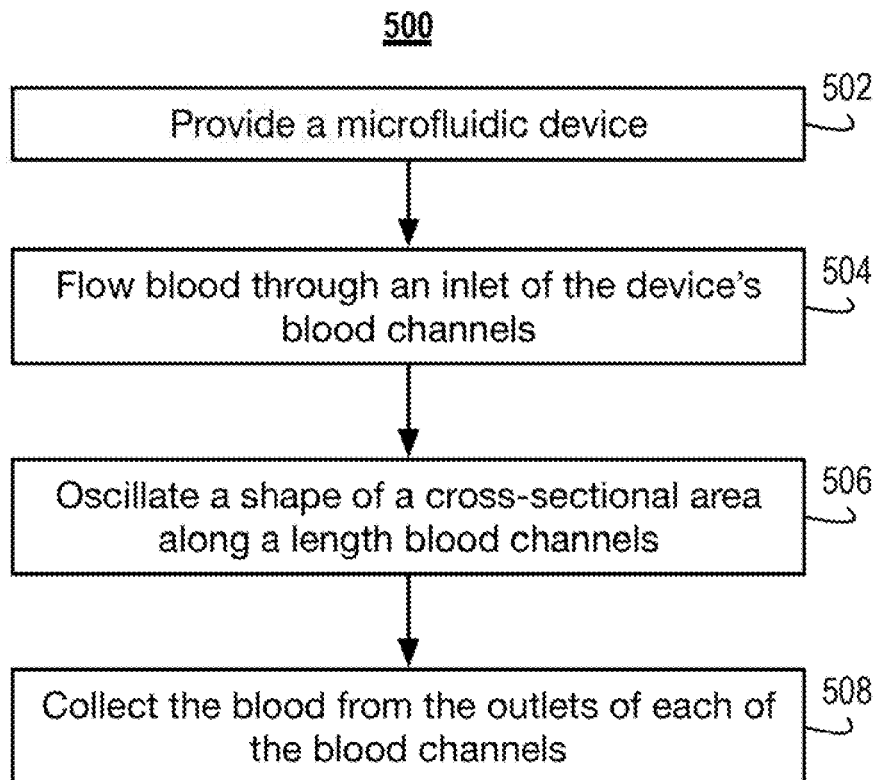 500
502
Provide a microfluidic device
504
Flow blood through an inlet of the device's
blood channels
506
Oscillate a shape of a cross-sectional area
along a length blood channels
508
Collect the blood from the outlets of each of
the blood channels